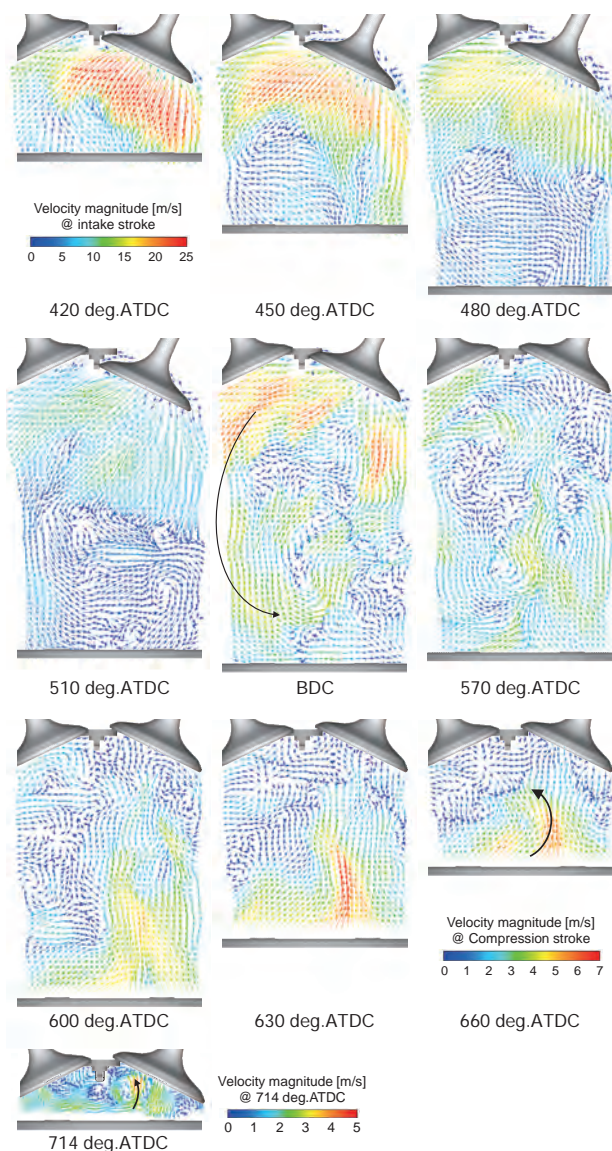 Velocity magnitude [m/s]
@ intake stroke
0 5 10 15 20 25
420 deg.ATDC
450 deg.ATDC
480 deg.ATDC
510 deg.ATDC
BDC
570 deg.ATDC
600 deg.ATDC
630 deg.ATDC
Velocity magnitude [m/s]
@ Compression stroke
0 1 2 3 4 5 6 7
660 deg.ATDC
714 deg.ATDC
Velocity magnitude [m/s]
@ 714 deg.ATDC
0 1 2 3 4 5